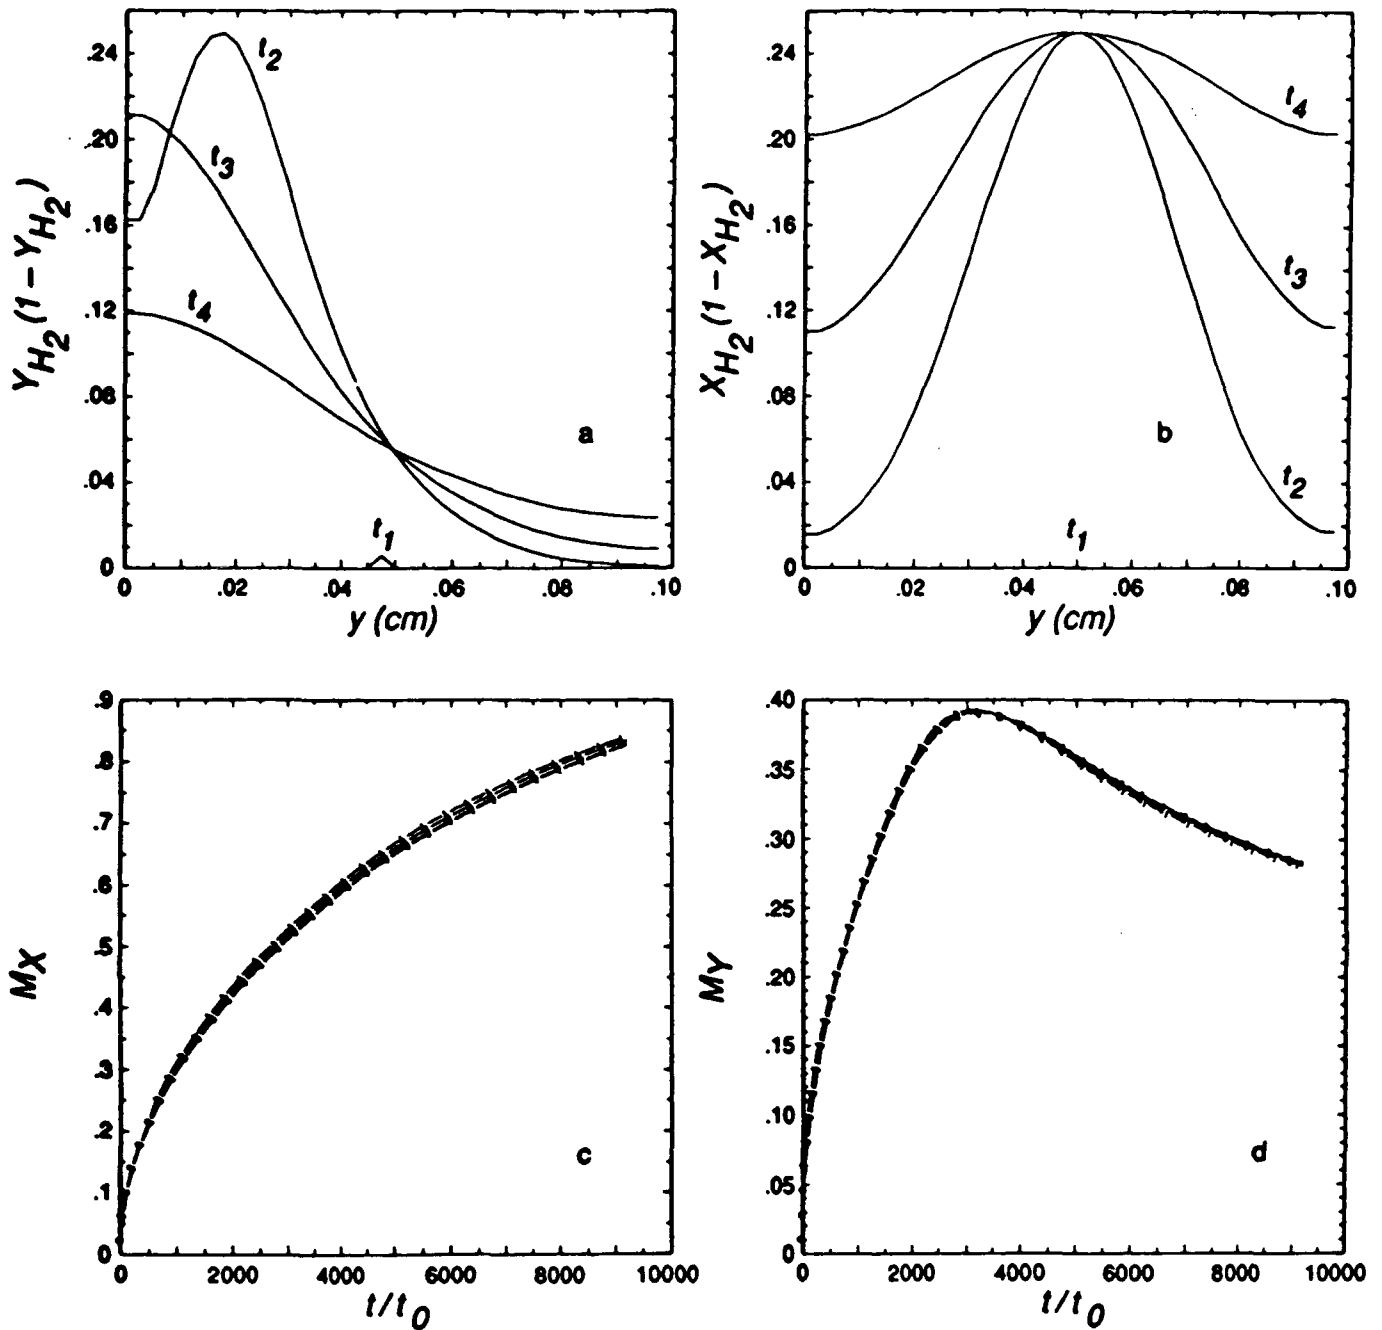 Y_{H_2}(1-Y_{H_2})
.24
.20
.16
.12
.08
.04
0
t_2
t_3
t_4
t_1
a
0 .02 .04 .06 .08 .10
y (cm)
X_{H_2}(1-X_{H_2})
.24
.20
.16
.12
.08
.04
0
t_4
t_3
t_2
t_1
b
0 .02 .04 .06 .08 .10
y (cm)
M_X
.9
.8
.7
.6
.5
.4
.3
.2
.1
0
c
0 2000 4000 6000 8000 10000
t/t_0
M_Y
.40
.35
.30
.25
.20
.15
.10
.05
0
d
0 2000 4000 6000 8000 10000
t/t_0